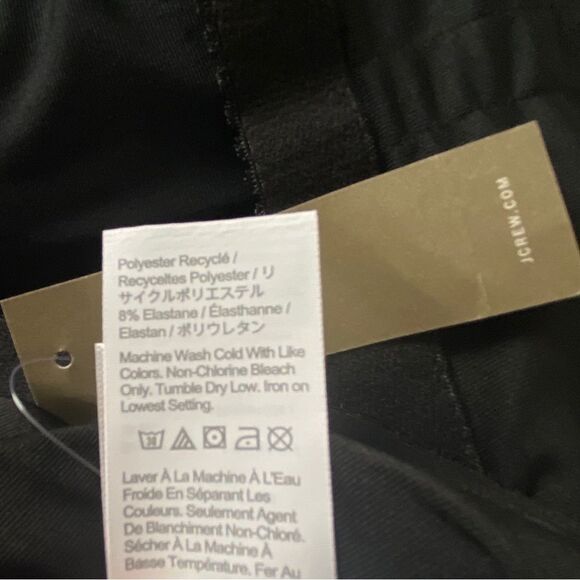 JCREW.COM
Polyester Recyclé /
Recyceltes Polyester / リ
サイクルポリエステル
8% Elastane / Élasthanne /
Elastan / ポリウレタン
Machine Wash Cold With Like
Colors. Non-Chlorine Bleach
Only. Tumble Dry Low. Iron on
Lowest Setting.
30
Laver À La Machine À L'Eau
Froide En Séparant Les
Couleurs. Seulement Agent
De Blanchiment Non-Chloré.
Sécher À La Machine À
Basse Température. Fer Au